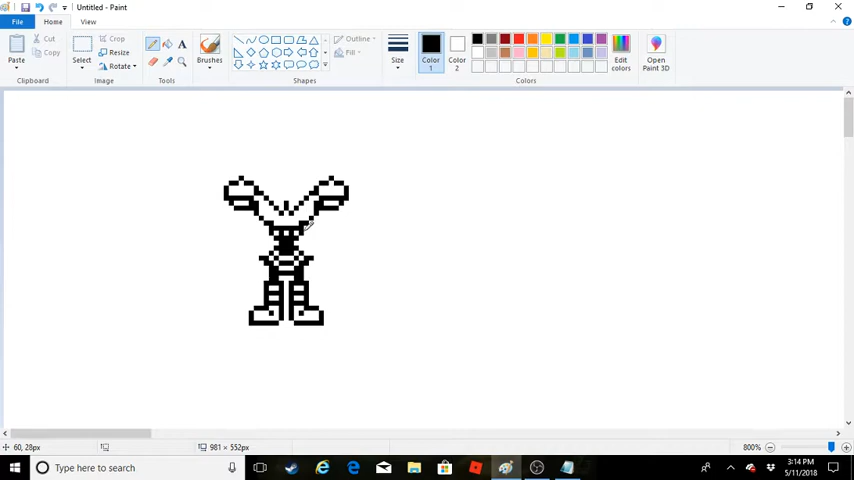 Untitled - Paint
File Home View
Paste
Cut
Copy
Clipboard
Select
Crop
Resize
Rotate
Image
A
Tools
Brushes
Outline
Fill
Shapes
Size
Color 1
Color 2
Edit colors
Open Paint 3D
Colors
60, 28px
981 × 552px
800%
Type here to search
3:14 PM
5/11/2018